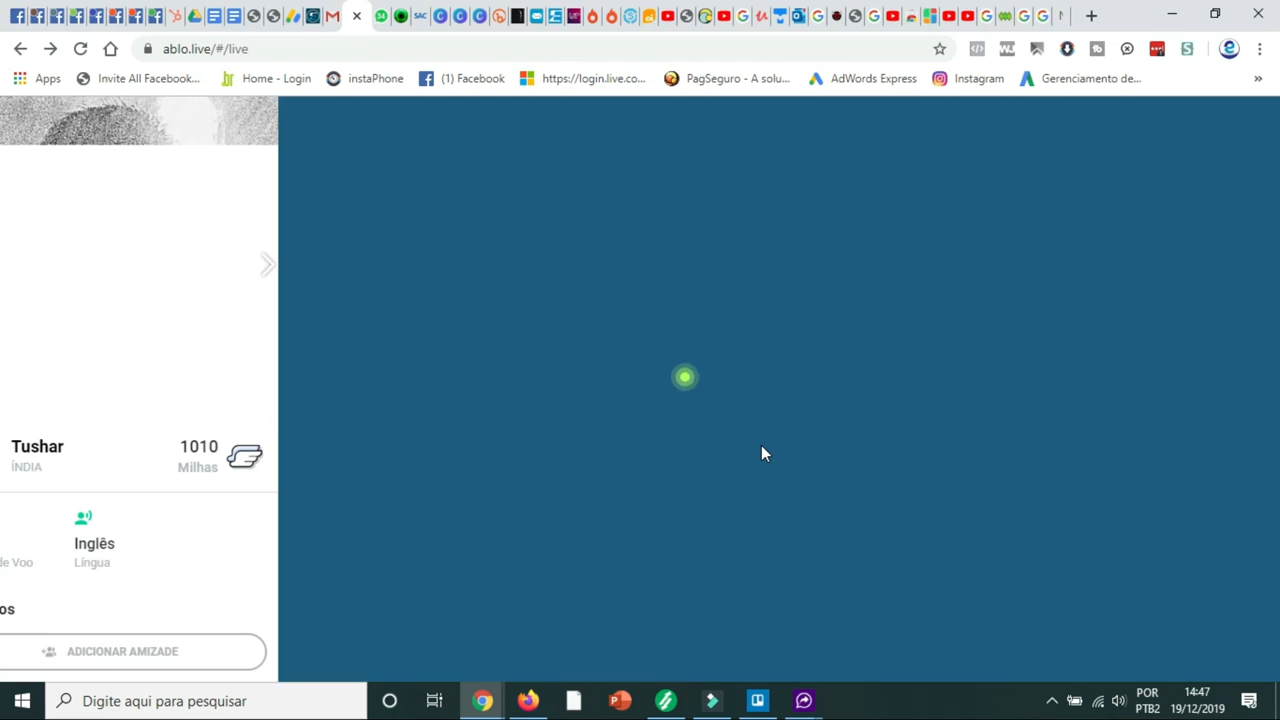 34
SAC
ablo.live/#/live
Apps
Invite All Facebook...
Home - Login
instaPhone
(1) Facebook
https://login.live.co...
PagSeguro - A solu...
AdWords Express
Instagram
Gerenciamento de...
»
Tushar
1010
ÍNDIA
Milhas
Inglês
de Voo
Língua
os
ADICIONAR AMIZADE
Digite aqui para pesquisar
POR
PTB2
14:47
19/12/2019